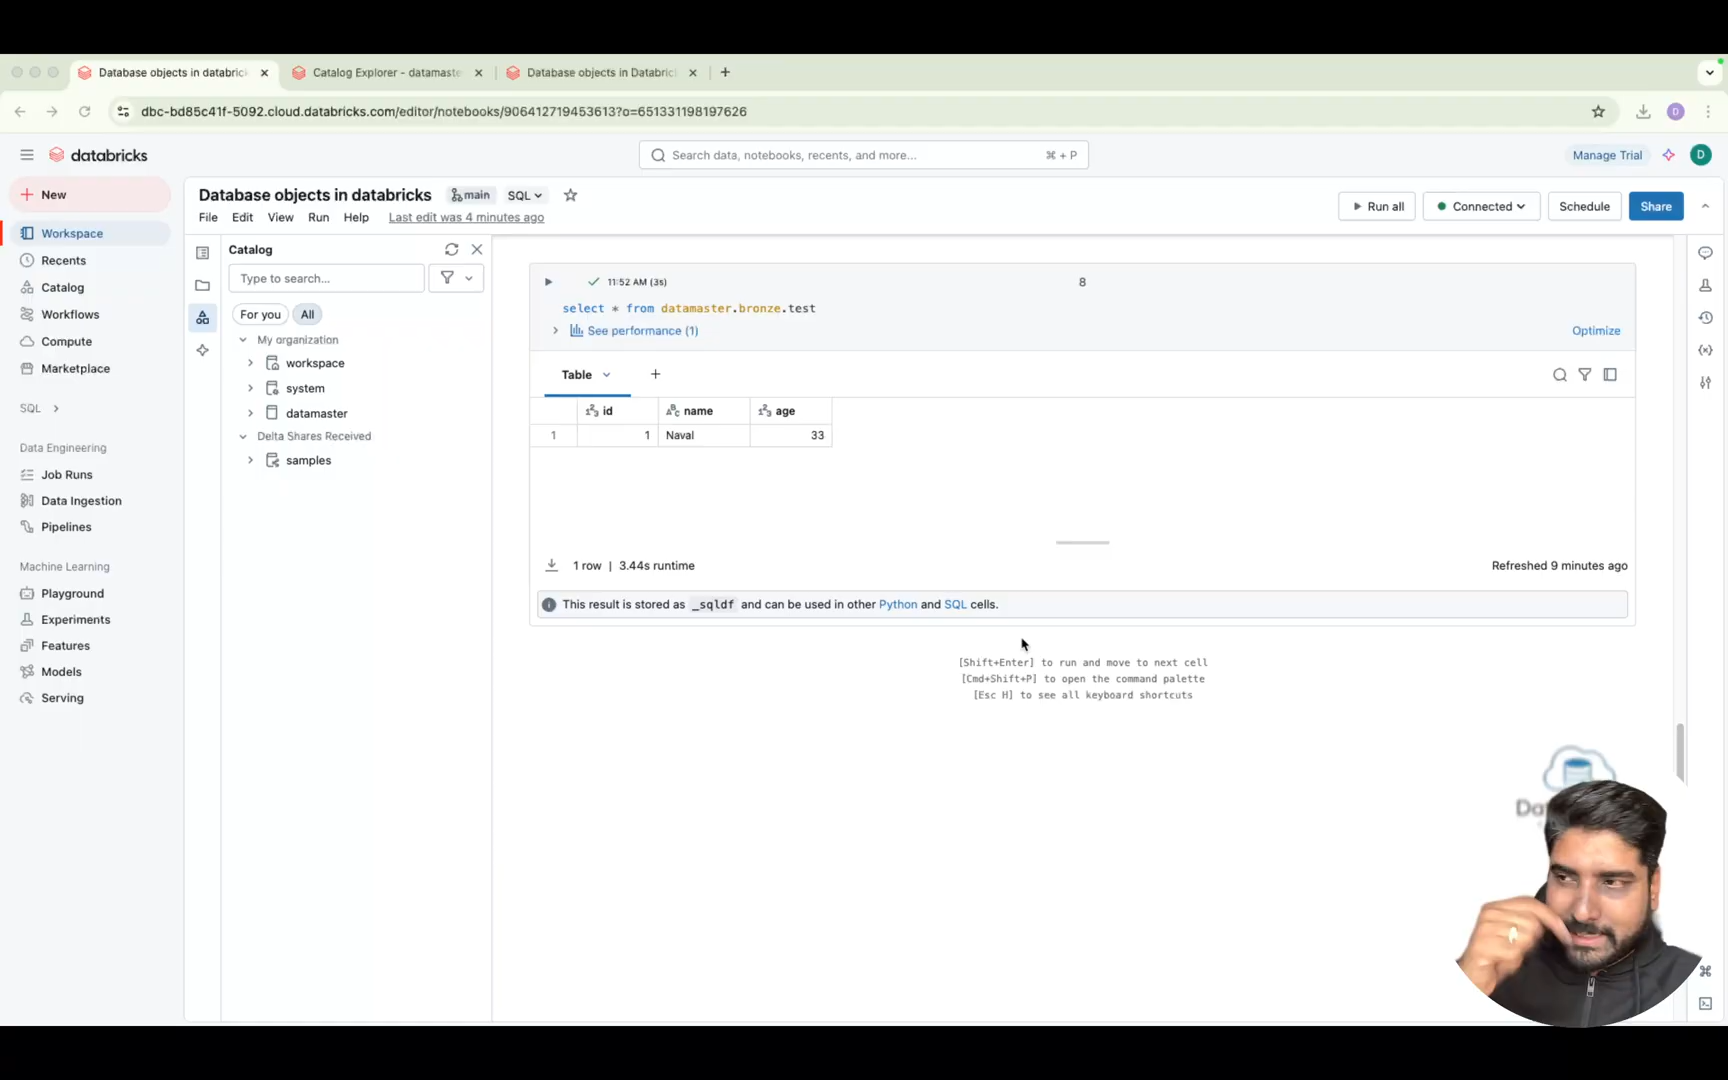 Database objects in databric
Catalog Explorer - datamaste
Database objects in Databric
dbc-bd85c41f-5092.cloud.databricks.com/editor/notebooks/906412719453613?o=651331198197626
D
databricks
Search data, notebooks, recents, and more...
⌘ + P
Manage Trial
D
New
Workspace
Recents
Catalog
Workflows
Compute
Marketplace
SQL
Data Engineering
Job Runs
Data Ingestion
Pipelines
Machine Learning
Playground
Experiments
Features
Models
Serving
Database objects in databricks
main
SQL
File Edit View Run Help Last edit was 4 minutes ago
Run all
Connected
Schedule
Share
Catalog
Type to search...
For you
All
My organization
workspace
system
datamaster
Delta Shares Received
samples
11:52 AM (3s)
8
select * from datamaster.bronze.test
See performance (1)
Optimize
Table
id name age
1 1 Naval 33
1 row | 3.44s runtime
Refreshed 9 minutes ago
This result is stored as _sqldf and can be used in other Python and SQL cells.
[Shift+Enter] to run and move to next cell
[Cmd+Shift+P] to open the command palette
[Esc H] to see all keyboard shortcuts